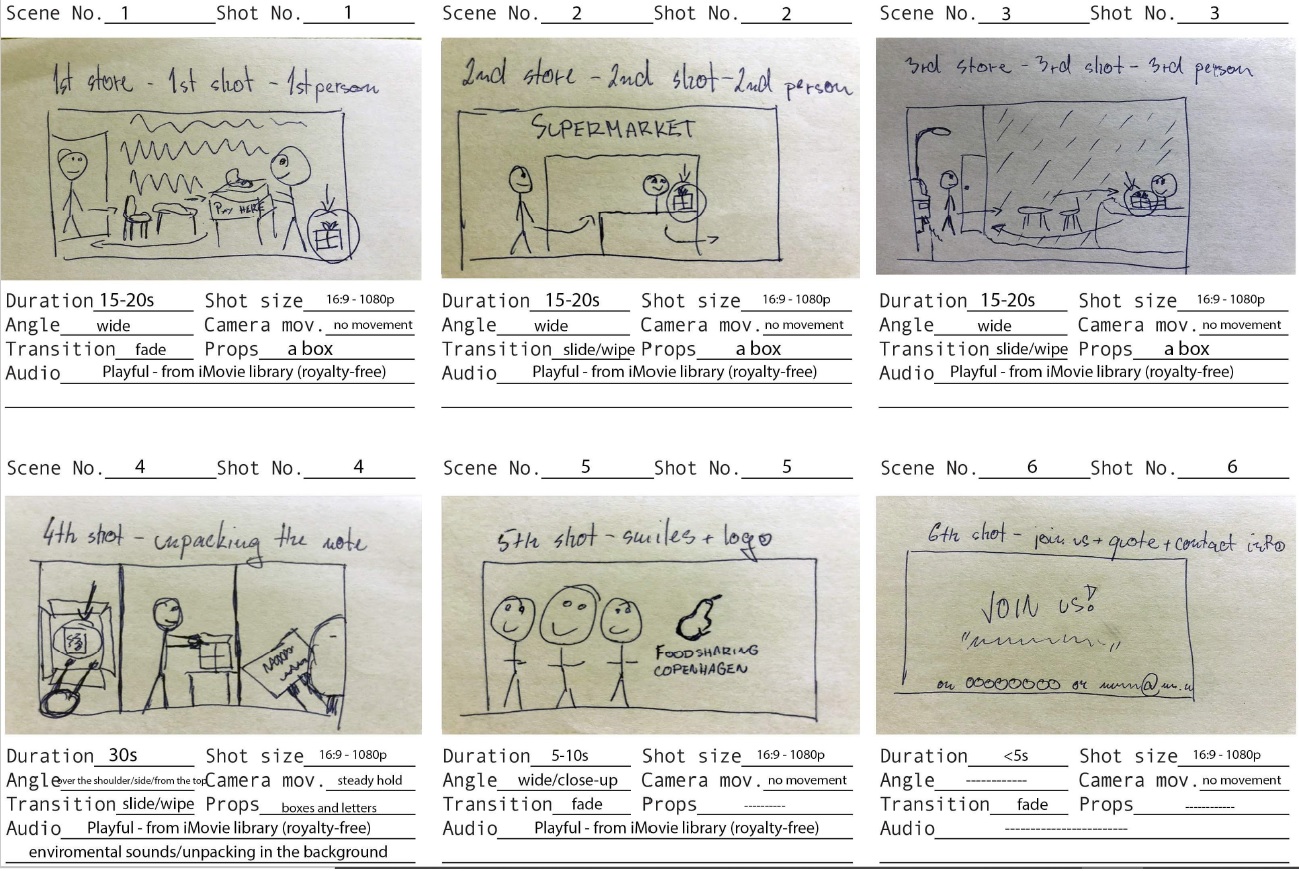 Scene No. 1 Shot No. 1
1st store - 1st shot - 1st person
Pay HERE
Duration 15-20s Shot size 16:9 - 1080p
Angle wide Camera mov. no movement
Transition fade Props a box
Audio Playful - from iMovie library (royalty-free)
Scene No. 2 Shot No. 2
2nd store - 2nd shot - 2nd person
SUPERMARKET
Duration 15-20s Shot size 16:9 - 1080p
Angle wide Camera mov. no movement
Transition slide/wipe Props a box
Audio Playful - from iMovie library (royalty-free)
Scene No. 3 Shot No. 3
3rd store - 3rd shot - 3rd person
Duration 15-20s Shot size 16:9 - 1080p
Angle wide Camera mov. no movement
Transition slide/wipe Props a box
Audio Playful - from iMovie library (royalty-free)
Scene No. 4 Shot No. 4
4th shot - unpacking the note
Duration 30s Shot size 16:9 - 1080p
Angle over the shoulder/side/from the top Camera mov. steady hold
Transition slide/wipe Props boxes and letters
Audio Playful - from iMovie library (royalty-free)
enviromental sounds/unpacking in the background
Scene No. 5 Shot No. 5
5th shot - smiles + logo
FOODSHARING
COPENHAGEN
Duration 5-10s Shot size 16:9 - 1080p
Angle wide/close-up Camera mov. no movement
Transition fade Props ----------
Audio Playful - from iMovie library (royalty-free)
Scene No. 6 Shot No. 6
6th shot - join us + quote + contact info
JOIN US!
on 00000000 or @
Duration <5s Shot size 16:9 - 1080p
Angle ------------ Camera mov. no movement
Transition fade Props ------------
Audio ------------------------